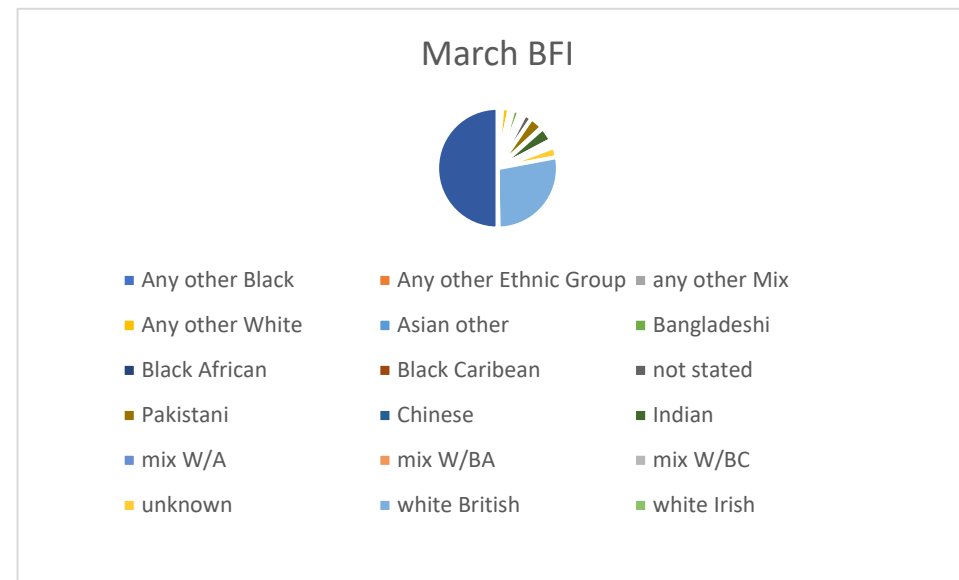 March BFI
Any other Black Any other Ethnic Group any other Mix
Any other White Asian other Bangladeshi
Black African Black Caribean not stated
Pakistani Chinese Indian
mix W/A mix W/BA mix W/BC
unknown white British white Irish